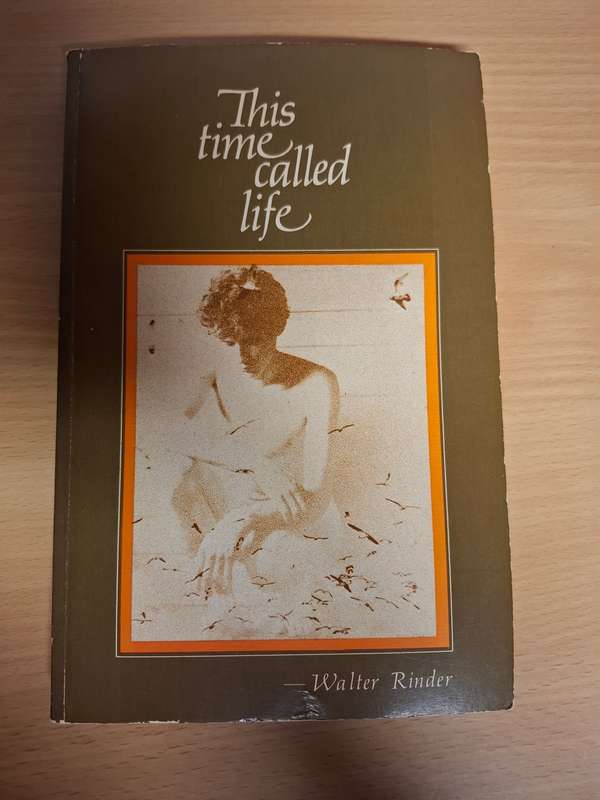 This
time
called
life
—Walter Rinder